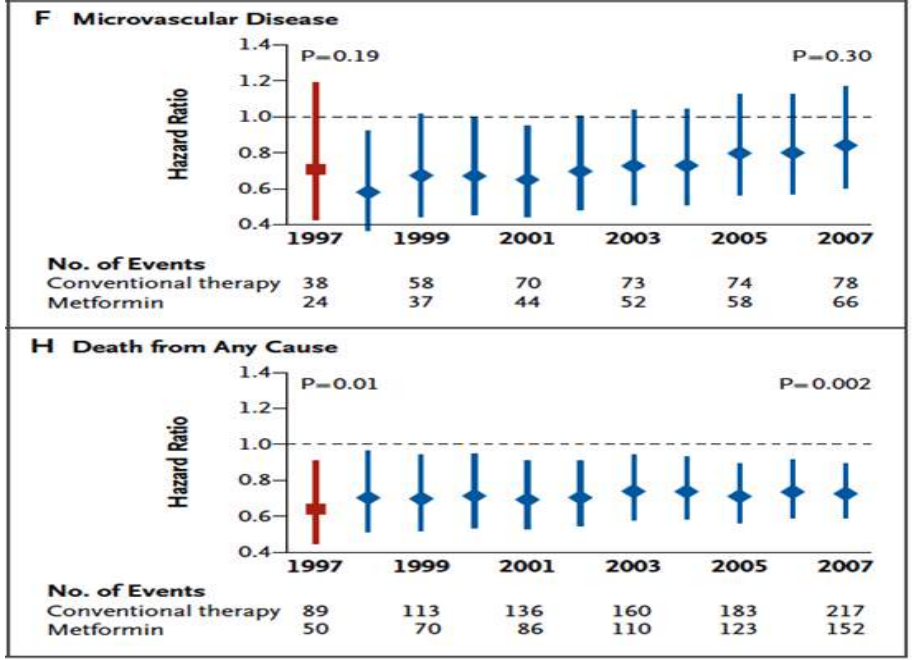 F Microvascular Disease
1.4
P=0.19
P=0.30
1.2
1.0
Hazard Ratio
0.8
0.6
0.4
1997 1999 2001 2003 2005 2007
No. of Events
Conventional therapy 38 58 70 73 74 78
Metformin 24 37 44 52 58 66
H Death from Any Cause
1.4
P=0.01
P=0.002
1.2
1.0
Hazard Ratio
0.8
0.6
0.4
1997 1999 2001 2003 2005 2007
No. of Events
Conventional therapy 89 113 136 160 183 217
Metformin 50 70 86 110 123 152